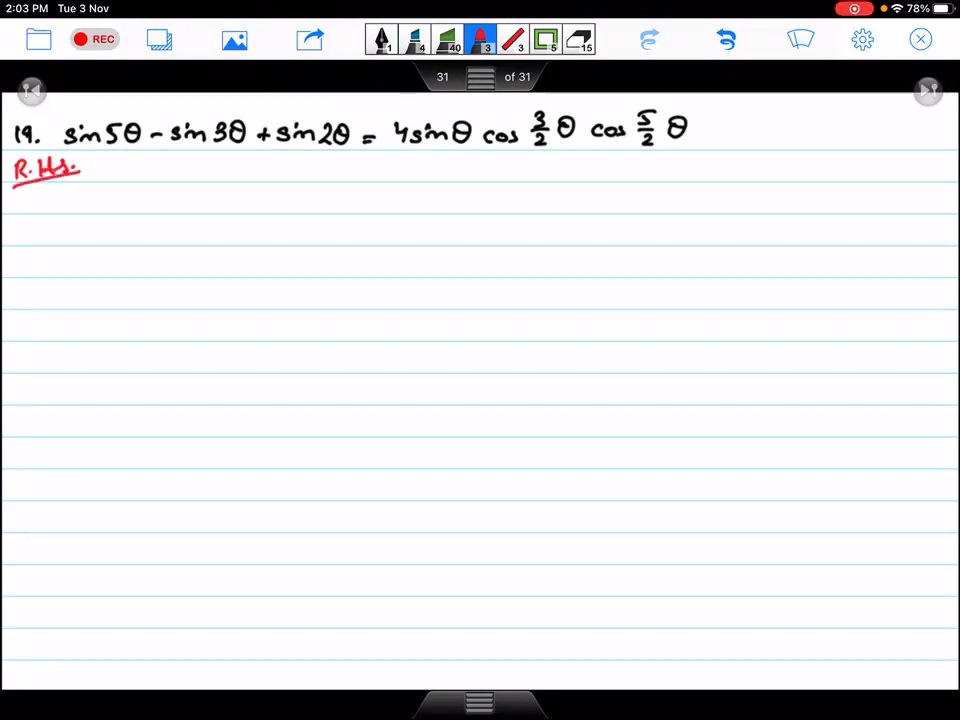 2:03 PM Tue 3 Nov 78%
REC 1 4 40 3 3 5 15
31 of 31
19. sin5θ - sin3θ + sin2θ = 4sinθ cos 3/2 θ cos 5/2 θ
R.Hs.